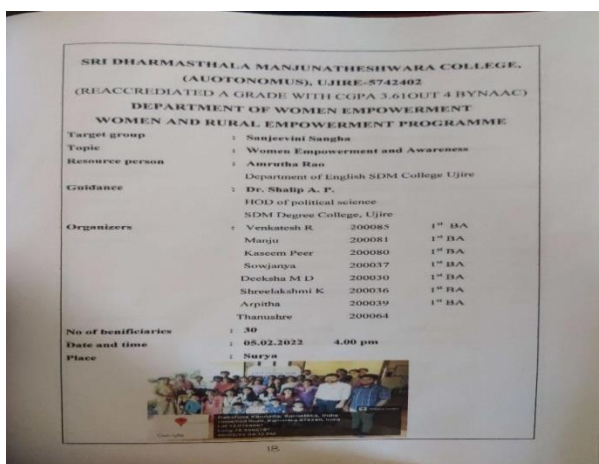 SRI DHARMASTHALA MANJUNATHESHWARA COLLEGE,
(AUOTONOMUS), UJIRE-5742402
(REACCREDIATED A GRADE WITH CGPA 3.61OUT 4 BYNAAC)
DEPARTMENT OF WOMEN EMPOWERMENT
WOMEN AND RURAL EMPOWERMENT PROGRAMME
Target group : Sanjeevini Sangha
Topic : Women Empowerment and Awareness
Resource person : Amrutha Rao
Department of English SDM College Ujire
Guidance : Dr. Shalip A. P.
HOD of political science
SDM Degree College, Ujire
Organizers : Venkatesh R 200085 1st BA
Manju 200081 1st BA
Kaseem Peer 200080 1st BA
Sowjanya 200037 1st BA
Deeksha M D 200030 1st BA
Shreelakshmi K 200036 1st BA
Arpitha 200039 1st BA
Thanushre 200064
No of benificiaries : 30
Date and time : 05.02.2022 4.00 pm
Place : Surya
Karnataka, India
18